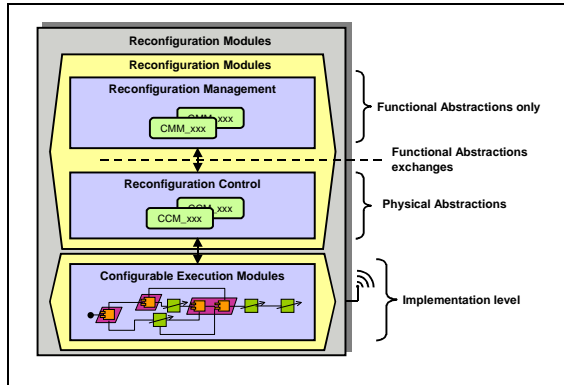 Reconfiguration Modules
Reconfiguration Modules
Reconfiguration Management
CMM_xxx
CMM_xxx
Functional Abstractions only
Functional Abstractions
exchanges
Reconfiguration Control
CCM_xxx
CCM_xxx
Physical Abstractions
Configurable Execution Modules
Implementation level